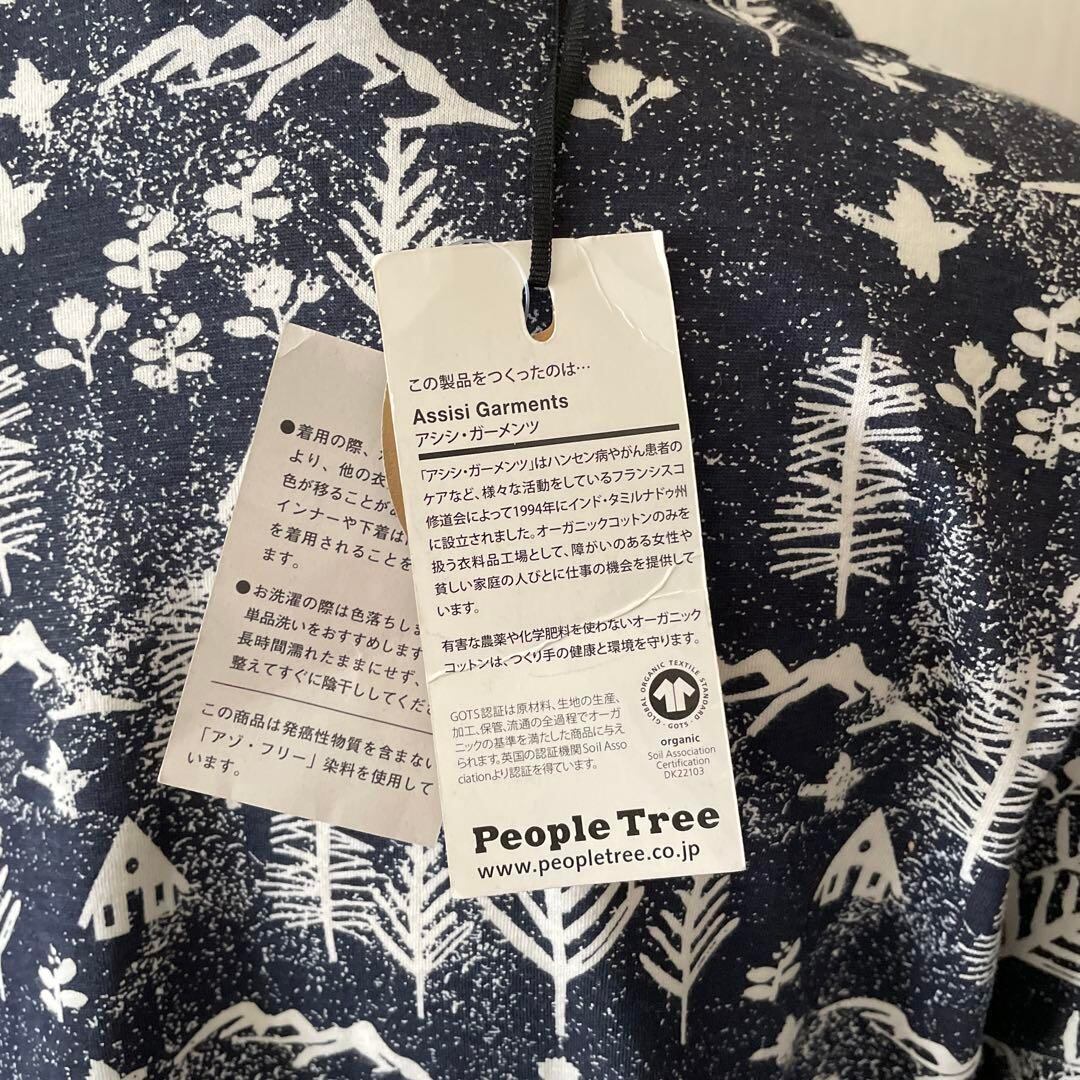 この製品をつくったのは…
Assisi Garments
アシシ・ガーメンツ
「アシシ・ガーメンツ」はハンセン病やがん患者の
ケアなど、様々な活動をしているフランシスコ
修道会によって1994年にインド・タミルナドゥ州
に設立されました。オーガニックコットンのみを
扱う衣料品工場として、障がいのある女性や
貧しい家庭の人びとに仕事の機会を提供して
います。
有害な農薬や化学肥料を使わないオーガニック
コットンは、つくり手の健康と環境を守ります。
GOTS認証は原材料、生地の生産、
加工、保管、流通の全過程でオーガ
ニックの基準を満たした商品に与え
られます。英国の認証機関Soil Asso
ciationより認証を得ています。
GLOBAL ORGANIC TEXTILE STANDARD
· GOTS ·
organic
Soil Association
Certification
DK22103
People Tree
www.peopletree.co.jp
●着用の際、
より、他の衣
色が移ることが
インナーや下着は
を着用されることを
ます。
●お洗濯の際は色落ちしま
単品洗いをおすすめします
長時間濡れたままにせず、
整えてすぐに陰干ししてくだ
この商品は発癌性物質を含まない
「アゾ・フリー」染料を使用して
います。